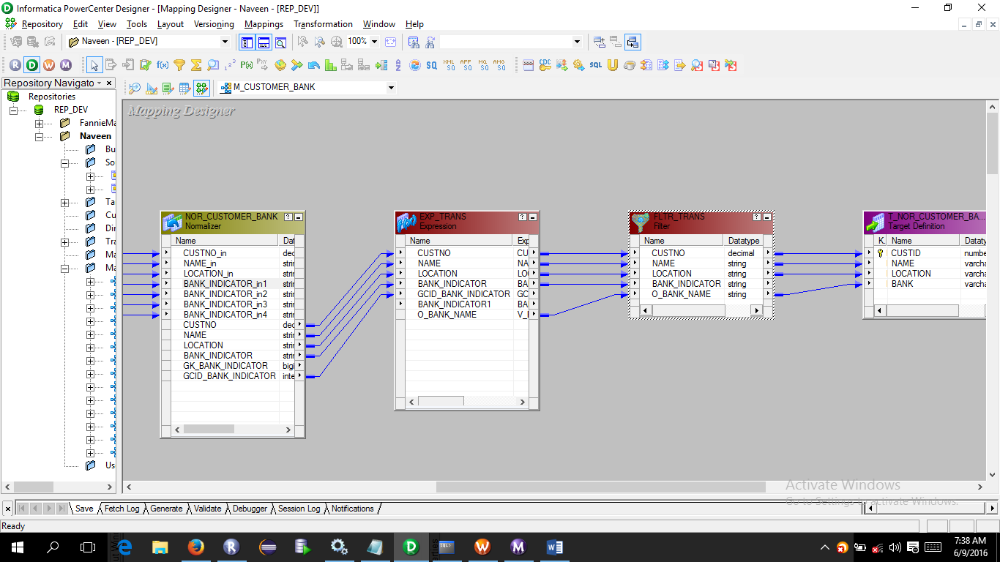 Informatica PowerCenter Designer - [Mapping Designer - Naveen - [REP_DEV]]
Repository Edit View Tools Layout Versioning Mappings Transformation Window Help
Naveen - [REP_DEV]
100%
R D W M
Repository Navigato
M_CUSTOMER_BANK
Repositories
REP_DEV
FannieMa
Naveen
Bu
So
Ta
Cu
Dir
Tra
Ma
Ma
Us
Mapping Designer
NOR_CUSTOMER_BANK
Normalizer
Name Dat
CUSTNO_in dec
NAME_in strin
LOCATION_in strin
BANK_INDICATOR_in1 strin
BANK_INDICATOR_in2 strin
BANK_INDICATOR_in3 strin
BANK_INDICATOR_in4 strin
CUSTNO dec
NAME strin
LOCATION strin
BANK_INDICATOR strin
GK_BANK_INDICATOR bigi
GCID_BANK_INDICATOR inte
EXP_TRANS
Expression
Name Exp
CUSTNO CU
NAME NA
LOCATION LO
BANK_INDICATOR BA
GCID_BANK_INDICATOR GC
BANK_INDICATOR1 BA
O_BANK_NAME V_
FLTR_TRANS
Filter
Name Datatype
CUSTNO decimal
NAME string
LOCATION string
BANK_INDICATOR string
O_BANK_NAME string
T_NOR_CUSTOMER_BA...
Target Definition
K. Name Dataty
CUSTID numbe
NAME varcha
LOCATION varcha
BANK varcha
Activate Windows
Go to Settings to activate Windows.
Save Fetch Log Generate Validate Debugger Session Log Notifications
Ready
7:38 AM
6/9/2016